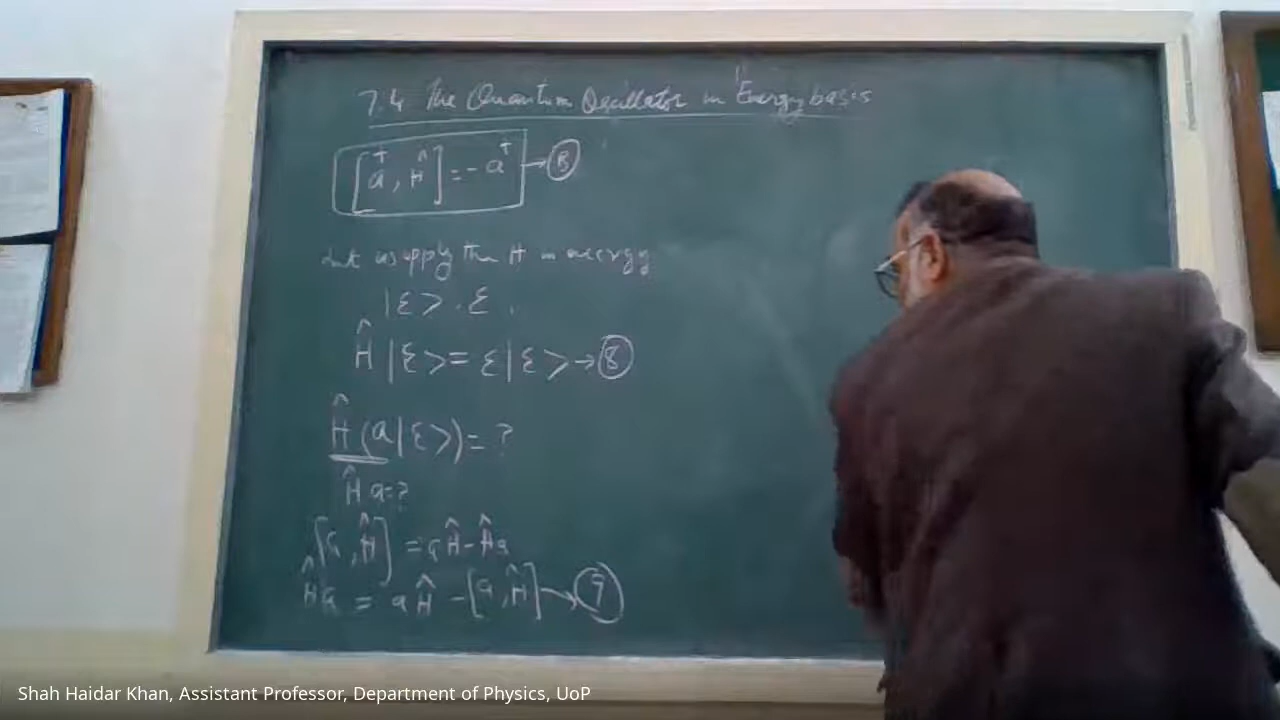 7.4 The Quantum Oscillator in Energy basis
[a†, Ĥ] = - a† → (B)
Let us apply the H in energy
|ε> . ε .
Ĥ |ε> = ε|ε> → (8)
Ĥ (a|ε>) = ?
Ĥ a = ?
[a, Ĥ] = aĤ - Ĥa
Ĥa = aĤ - [a, Ĥ] → (9)
Shah Haidar Khan, Assistant Professor, Department of Physics, UoP